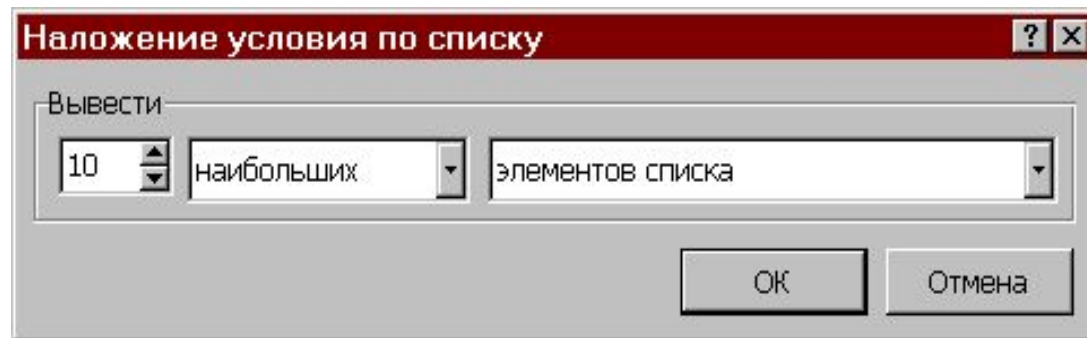 Наложение условия по списку
Вывести
10 наибольших элементов списка
ОК Отмена